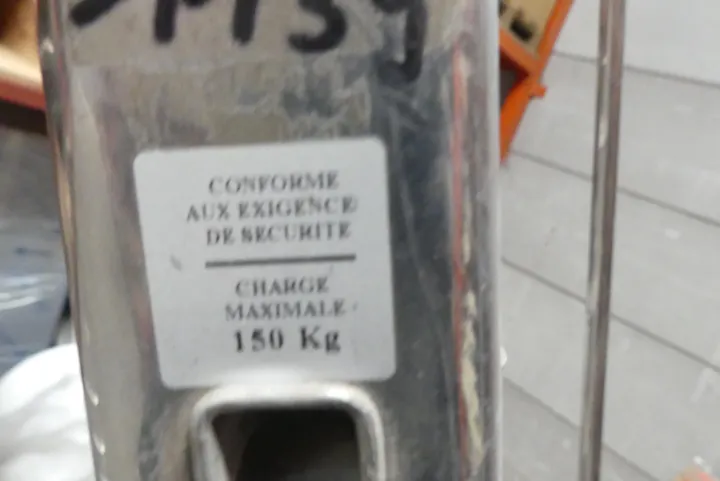 CONFORME
AUX EXIGENCE
DE SECURITE
CHARGE
MAXIMALE
150 Kg